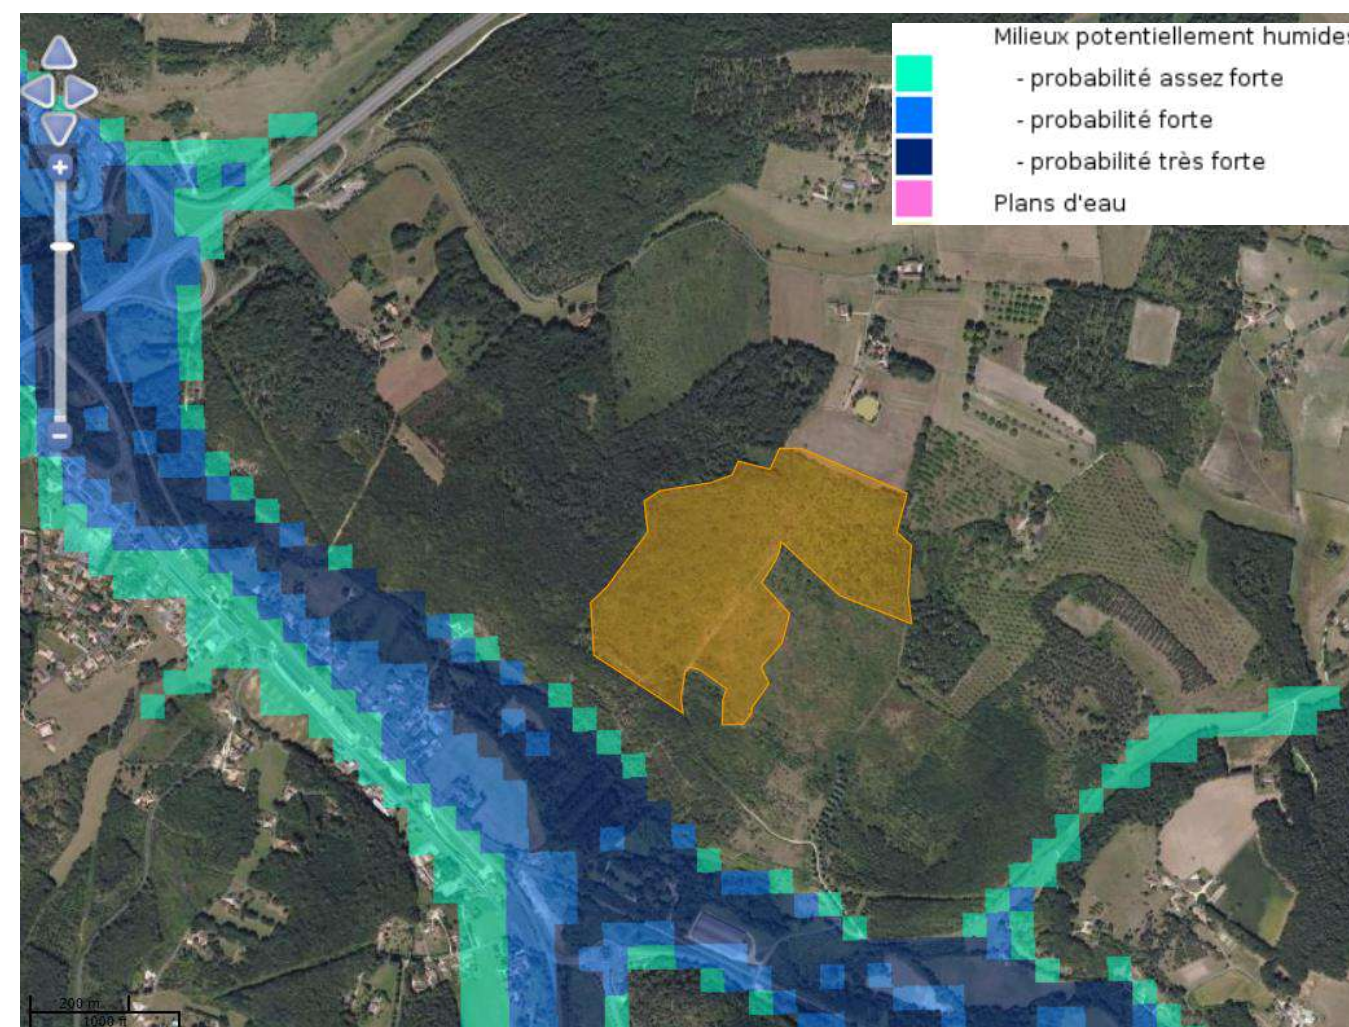 Milieux potentiellement humides
- probabilité assez forte
- probabilité forte
- probabilité très forte
Plans d'eau
+
-
200 m
1000 ft